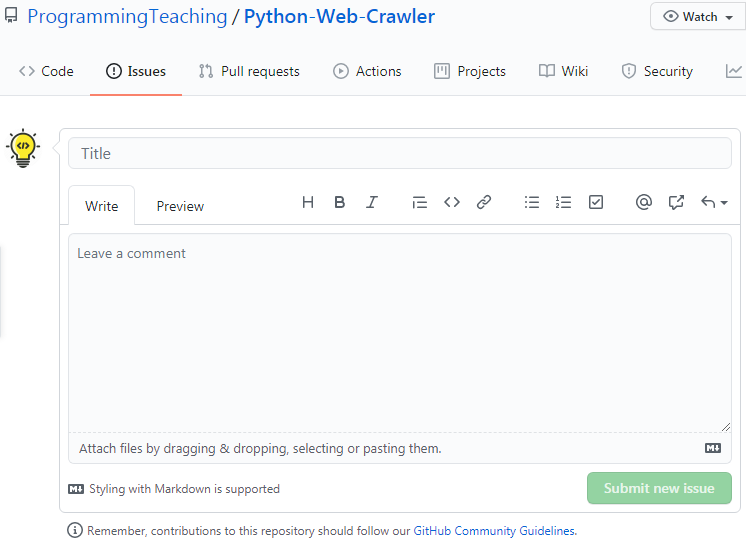 ProgrammingTeaching / Python-Web-Crawler
Watch
Code
Issues
Pull requests
Actions
Projects
Wiki
Security
Title
Write
Preview
Leave a comment
Attach files by dragging & dropping, selecting or pasting them.
Styling with Markdown is supported
Submit new issue
Remember, contributions to this repository should follow our GitHub Community Guidelines.